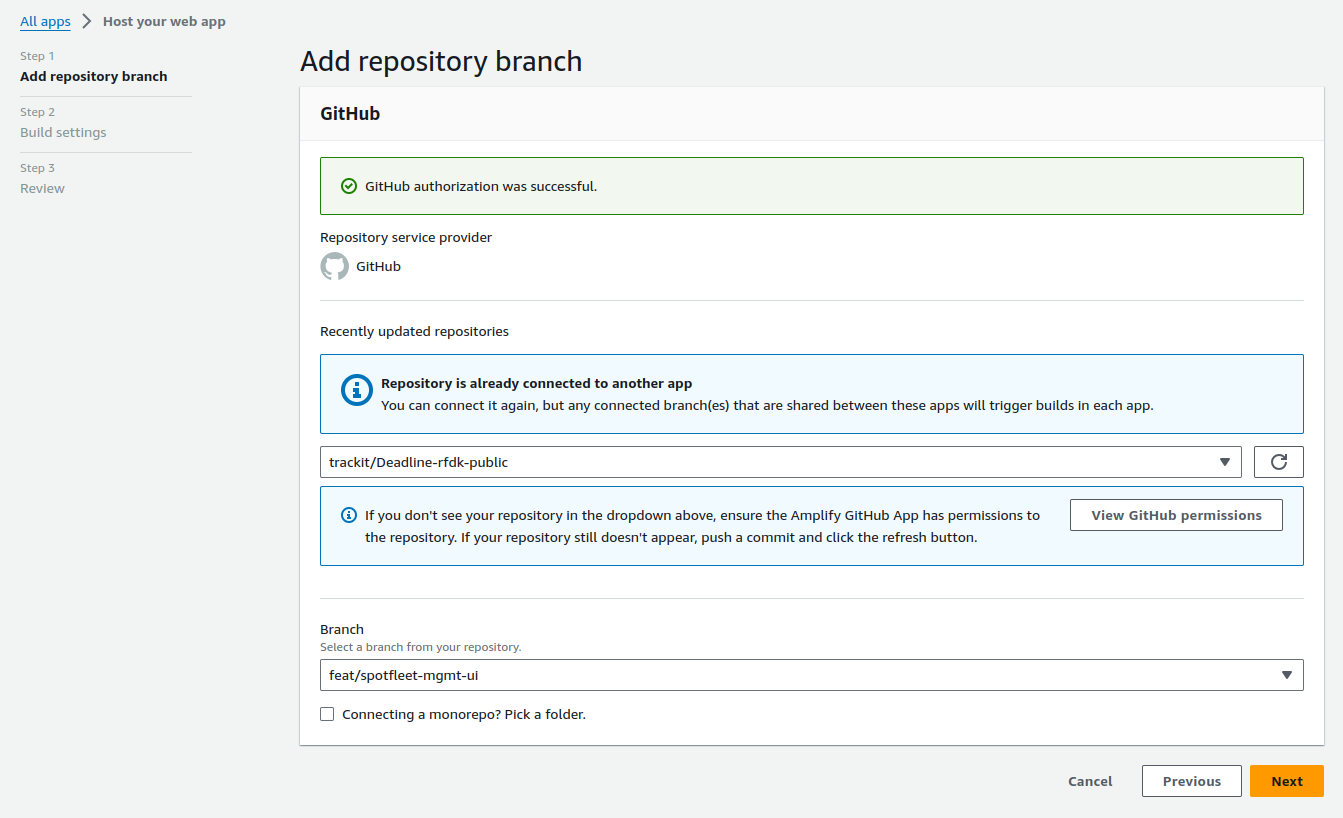 All apps > Host your web app
Step 1
Add repository branch
Step 2
Build settings
Step 3
Review
Add repository branch
GitHub
GitHub authorization was successful.
Repository service provider
GitHub
Recently updated repositories
Repository is already connected to another app
You can connect it again, but any connected branch(es) that are shared between these apps will trigger builds in each app.
trackit/Deadline-rfdk-public
If you don't see your repository in the dropdown above, ensure the Amplify GitHub App has permissions to
the repository. If your repository still doesn't appear, push a commit and click the refresh button.
View GitHub permissions
Branch
Select a branch from your repository.
feat/spotfleet-mgmt-ui
Connecting a monorepo? Pick a folder.
Cancel
Previous
Next